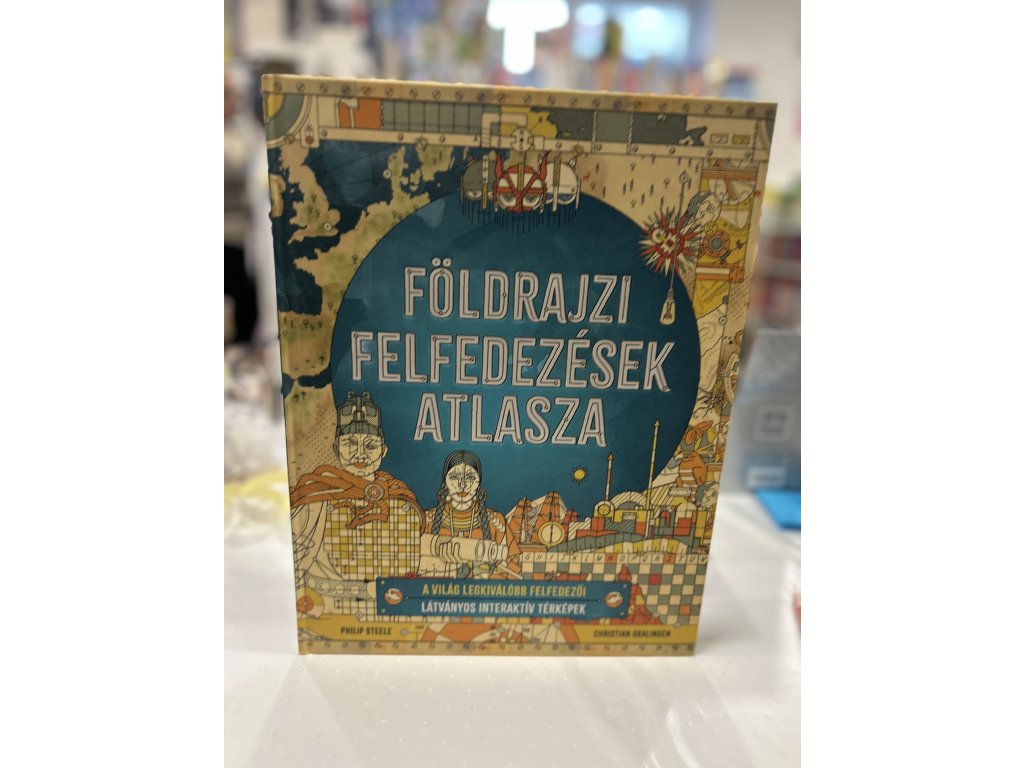 FÖLDRAJZI
FELFEDEZÉSEK
ATLASZA
A VILÁG LEGKIVÁLÓBB FELFEDEZŐI
LÁTVÁNYOS INTERAKTÍV TÉRKÉPEK
PHILIP STEELE
CHRISTIAN GRALINGEN